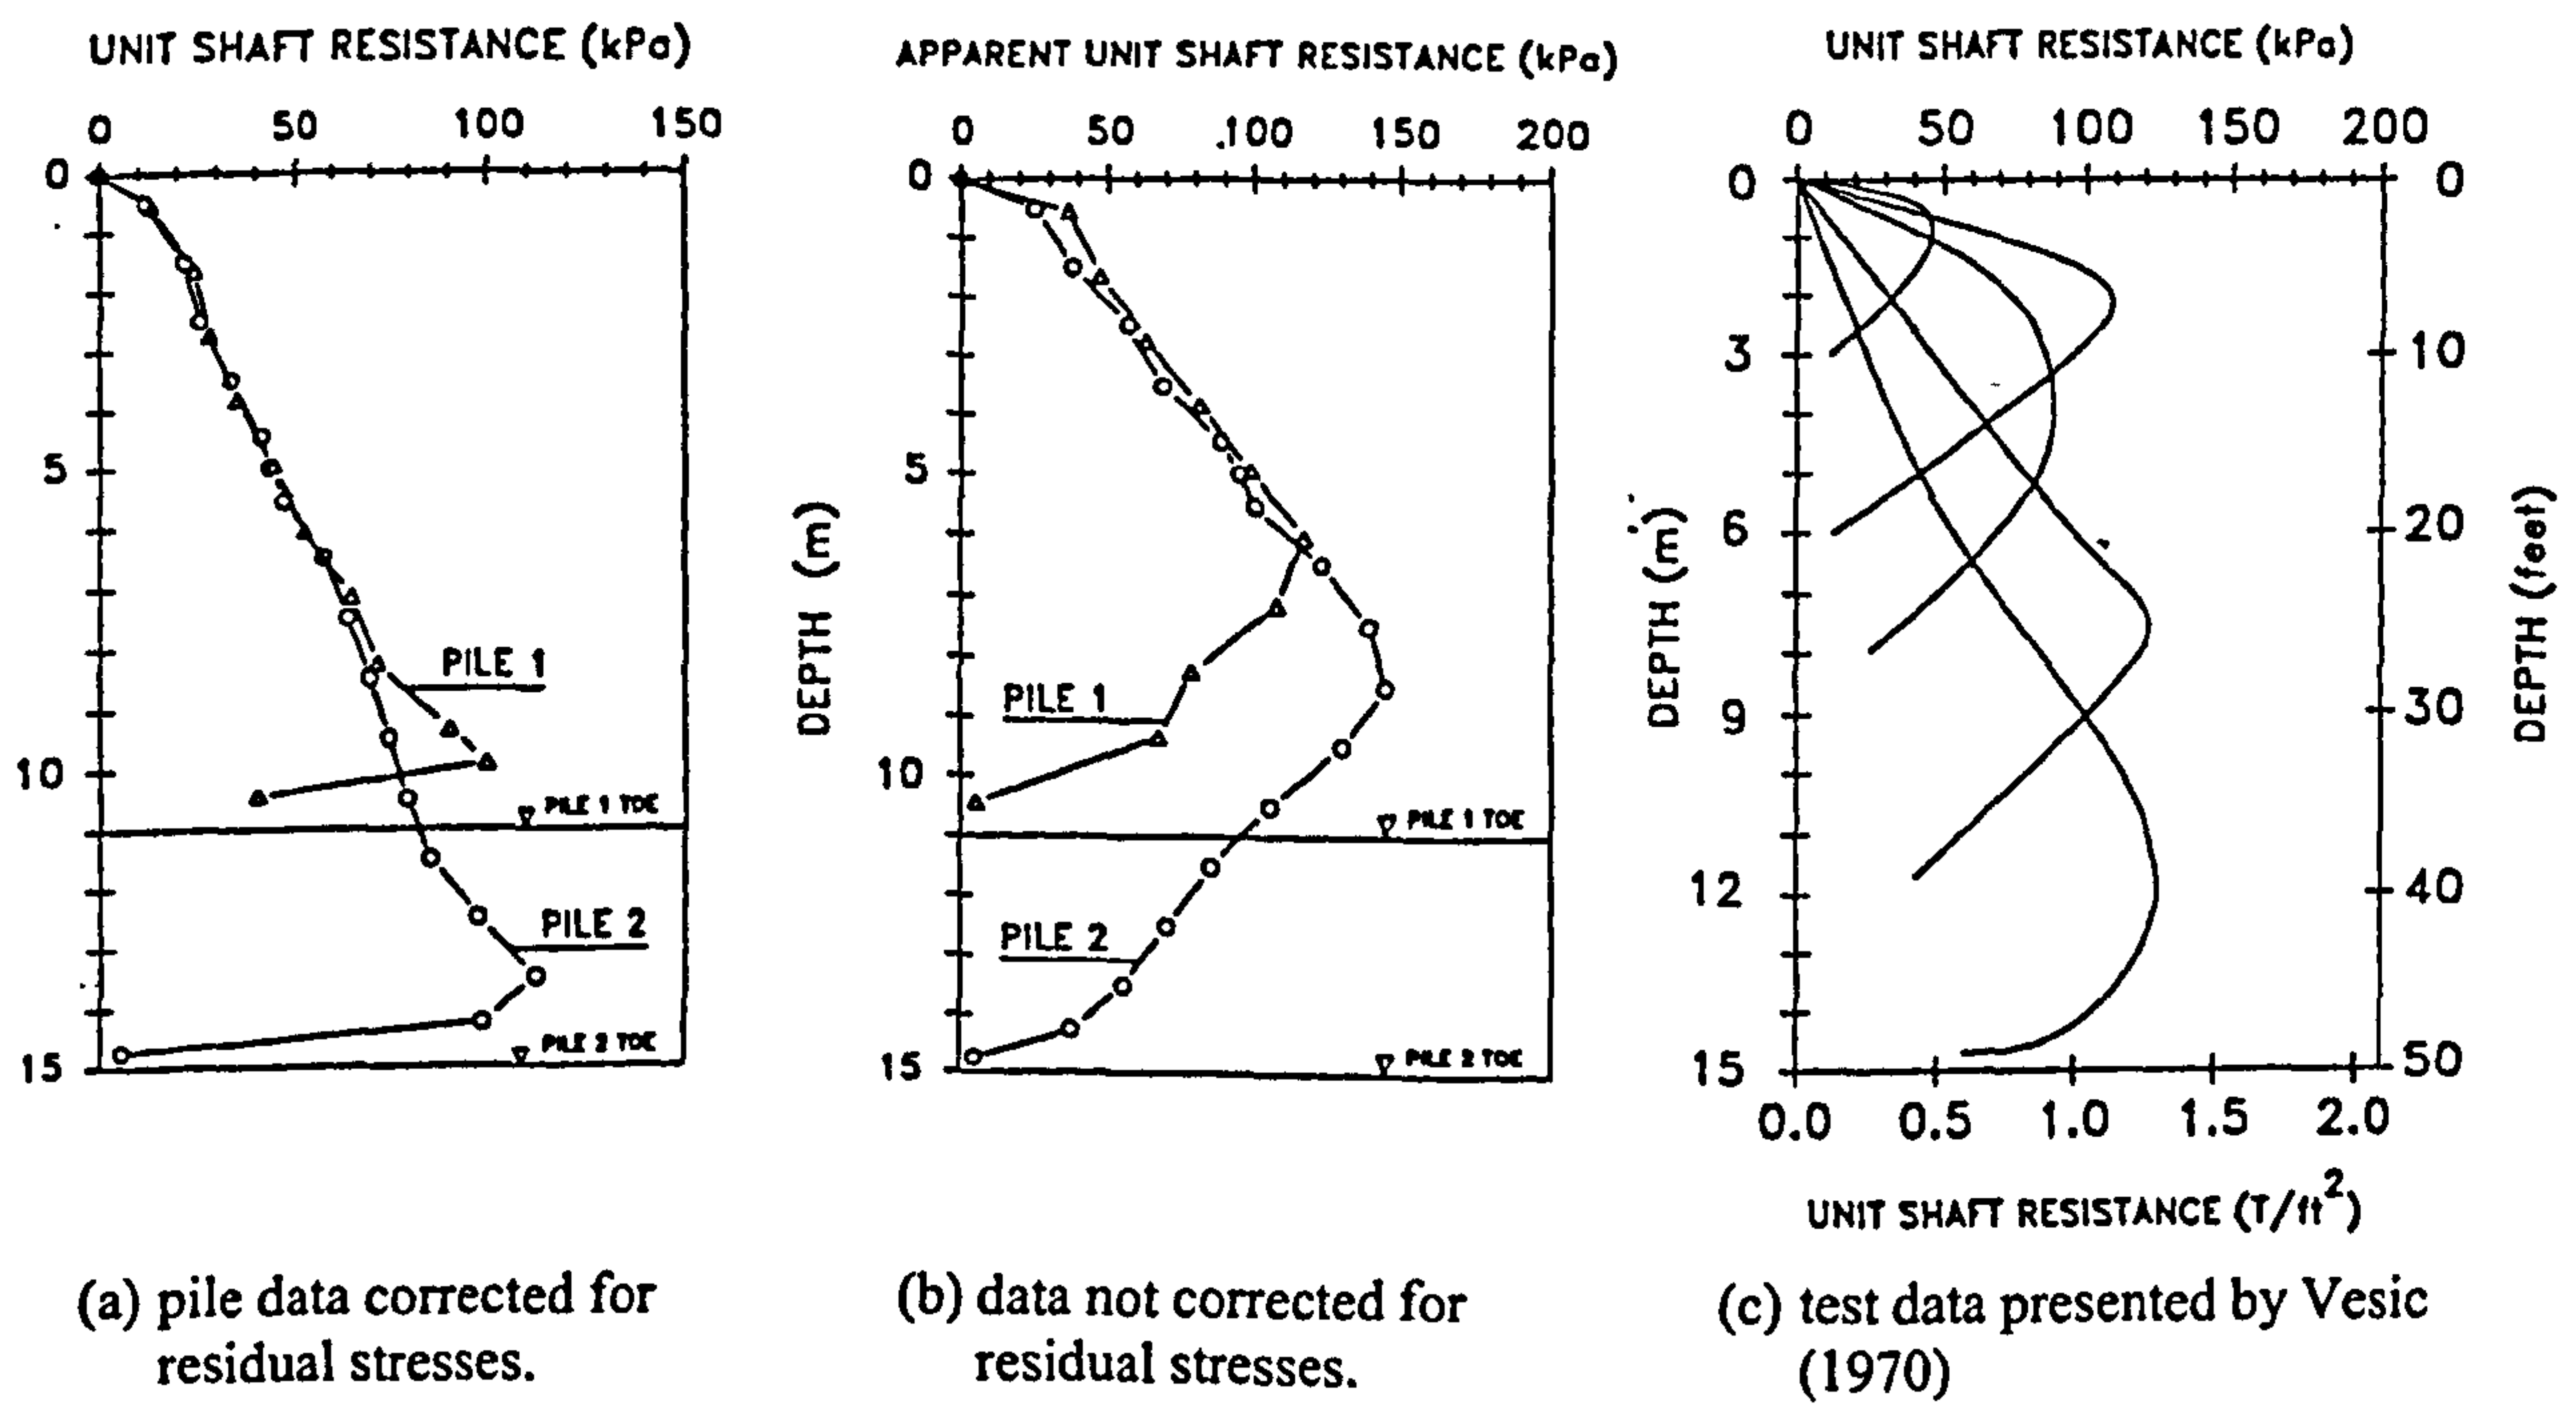 UNIT SHAFT RESISTANCE (kPa)
0 50 100 150
0
5
10
15
PILE 1
PILE 1 TOE
PILE 2
PILE 2 TOE
(a) pile data corrected for
residual stresses.
APPARENT UNIT SHAFT RESISTANCE (kPa)
0 50 100 150 200
DEPTH (m)
0
5
10
15
PILE 1
PILE 1 TOE
PILE 2
PILE 2 TOE
(b) data not corrected for
residual stresses.
UNIT SHAFT RESISTANCE (kPa)
0 50 100 150 200
DEPTH (m)
0
3
6
9
12
15
0
10
20
30
40
50
DEPTH (feet)
0.0 0.5 1.0 1.5 2.0
UNIT SHAFT RESISTANCE (T/ft²)
(c) test data presented by Vesic
(1970)